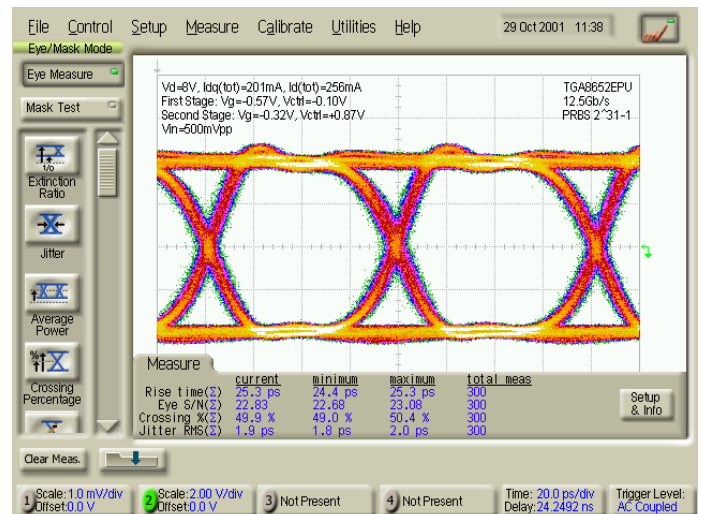 File Control Setup Measure Calibrate Utilities Help 29 Oct 2001 11:38
Eye/Mask Mode
Eye Measure
Mask Test
1/0
Extinction
Ratio
Jitter
Average
Power
%
Crossing
Percentage
Vd=8V, Idq(tot)=201mA, Id(tot)=256mA
First Stage: Vg=-0.57V, Vctrl=-0.10V
Second Stage: Vg=-0.32V, Vctrl=+0.87V
Vin=500mVpp
TGA8652EPU
12.5Gb/s
PRBS 2^31-1
Measure
current minimum maximum total meas
Rise time(Σ) 25.3 ps 24.4 ps 25.3 ps 300
Eye S/N(Σ) 22.83 22.68 23.08 300
Crossing %(Σ) 49.9 % 49.0 % 50.4 % 300
Jitter RMS(Σ) 1.9 ps 1.8 ps 2.0 ps 300
Setup
& Info
Clear Meas.
1 Scale:1.0 mV/div
Offset:0.0 V
2 Scale:2.00 V/div
Offset:0.0 V
3 Not Present
4 Not Present
Time: 20.0 ps/div
Delay:24.2492 ns
Trigger Level:
AC Coupled